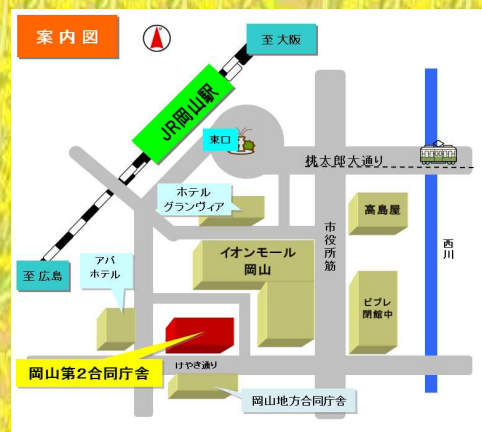 案内図
至大阪
JR岡山駅
東口
桃太郎大通り
ホテル
グランヴィア
高島屋
市役所筋
西川
イオンモール
岡山
アパ
ホテル
至広島
ビブレ
閉館中
岡山第2合同庁舎
けやき通り
岡山地方合同庁舎